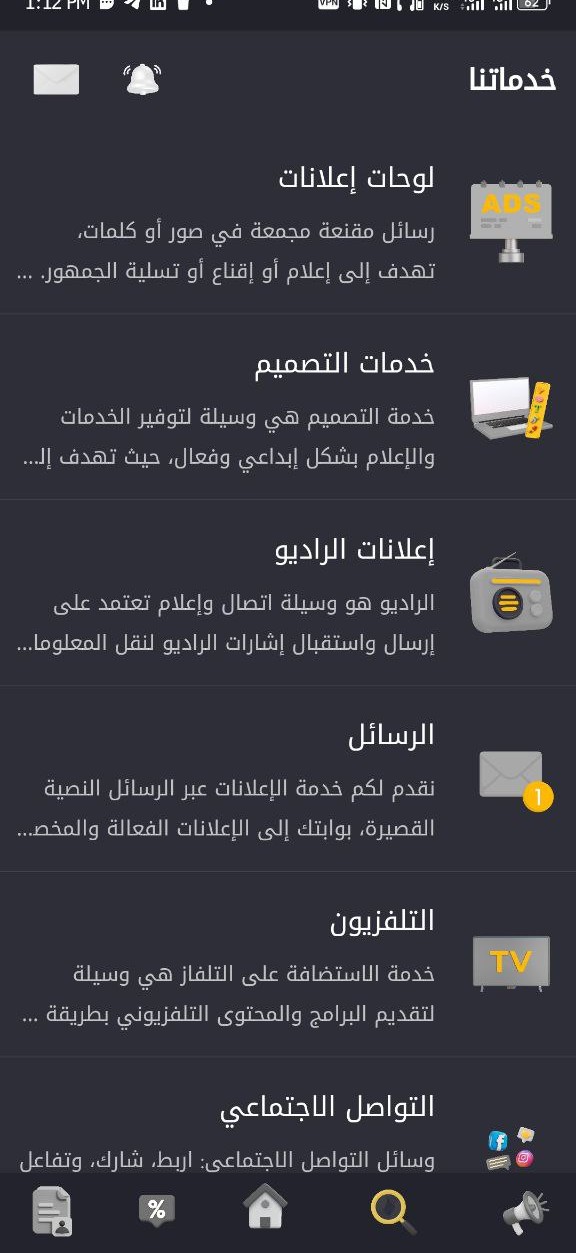 1:12 PM
VPN
K/S
62
خدماتنا
ADS
لوحات إعلانات
رسائل مقنعة مجمعة في صور أو كلمات،
تهدف إلى إعلام أو إقناع أو تسلية الجمهور. ...
خدمات التصميم
خدمة التصميم هي وسيلة لتوفير الخدمات
والإعلام بشكل إبداعي وفعال، حيث تهدف إلـ...
إعلانات الراديو
الراديو هو وسيلة اتصال وإعلام تعتمد على
إرسال واستقبال إشارات الراديو لنقل المعلوما...
الرسائل
نقدم لكم خدمة الإعلانات عبر الرسائل النصية
1
القصيرة، بوابتك إلى الإعلانات الفعالة والمخصـ...
التلفزيون
TV
خدمة الاستضافة على التلفاز هي وسيلة
لتقديم البرامج والمحتوى التلفزيوني بطريقة ...
التواصل الاجتماعي
وسائل التواصل الاجتماعي: اربط، شارك، وتفاعل
%